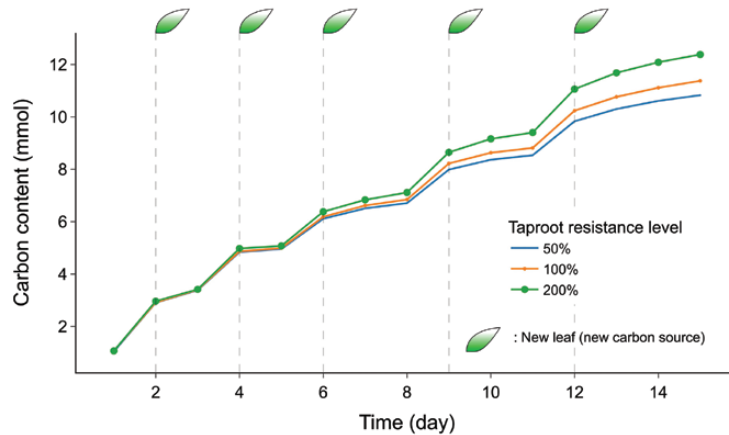 12
10
8
6
4
2
Carbon content (mmol)
Taproot resistance level
50%
100%
200%
: New leaf (new carbon source)
2 4 6 8 10 12 14
Time (day)